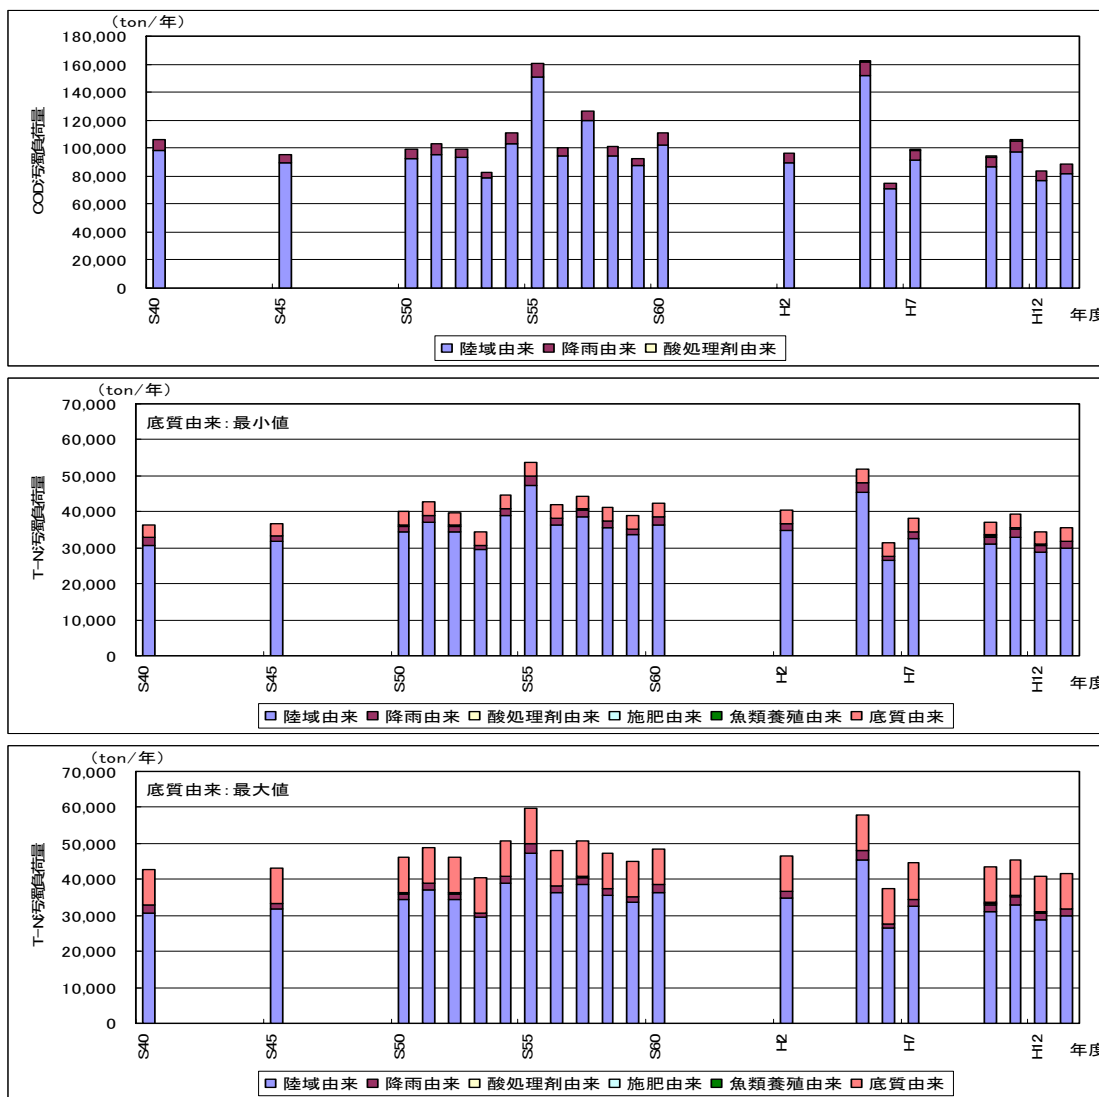 (ton/年)
180,000
160,000
140,000
120,000
100,000
80,000
60,000
40,000
20,000
0
COD汚濁負荷量
S40
S45
S50
S55
S60
H2
H7
H12
年度
陸域由来 降雨由来 酸処理剤由来
(ton/年)
70,000
60,000
50,000
40,000
30,000
20,000
10,000
0
T-N汚濁負荷量
底質由来:最小値
S40
S45
S50
S55
S60
H2
H7
H12
年度
陸域由来 降雨由来 酸処理剤由来 施肥由来 魚類養殖由来 底質由来
(ton/年)
70,000
60,000
50,000
40,000
30,000
20,000
10,000
0
T-N汚濁負荷量
底質由来:最大値
S40
S45
S50
S55
S60
H2
H7
H12
年度
陸域由来 降雨由来 酸処理剤由来 施肥由来 魚類養殖由来 底質由来